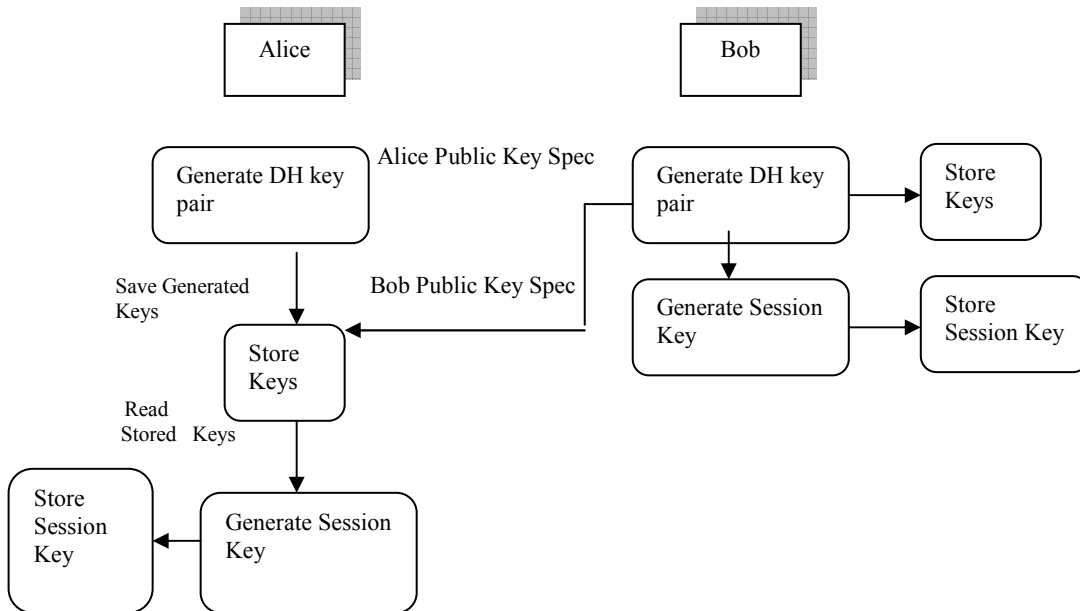 Alice
Bob
Alice Public Key Spec
Generate DH key
pair
Generate DH key
pair
Store
Keys
Save Generated
Keys
Bob Public Key Spec
Generate Session
Key
Store
Session Key
Store
Keys
Read
Stored Keys
Store
Session
Key
Generate Session
Key